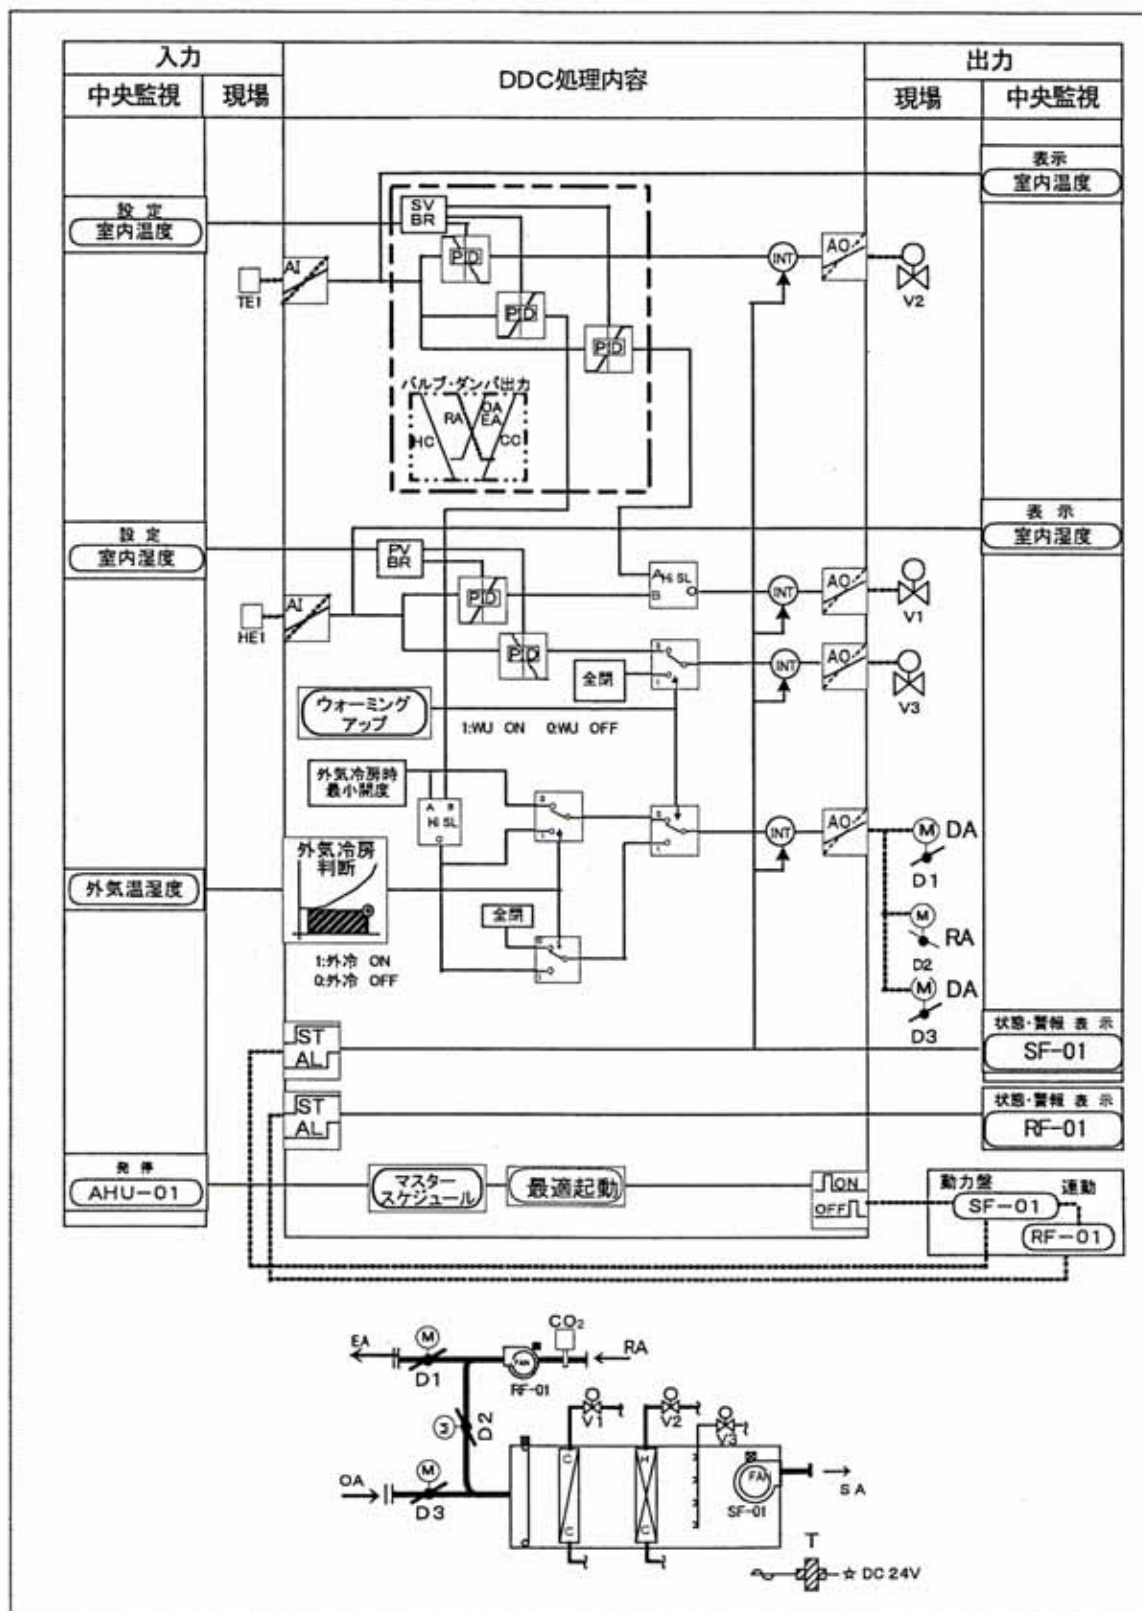 入力
出力
中央監視
現場
DDC処理内容
現場
中央監視
表示
室内温度
設定
室内温度
SV
BR
PID
INT
AO
V2
AI
TE1
PID
PID
バルブ・ダンパ出力
HC
RA
OA
EA
CC
設定
室内湿度
表示
室内湿度
PV
BR
A
Hi SL
B
O
PID
INT
AO
V1
AI
HE1
PID
全閉
INT
AO
V3
ウォーミング
アップ
1:WU ON 0:WU OFF
外気冷房時
最小開度
A B
Hi SL
O
INT
AO
M
DA
D1
外気冷房
判断
外気温湿度
全閉
M
RA
D2
1:外冷 ON
0:外冷 OFF
M
DA
D3
ST
AL
状態・警報 表示
SF-01
ST
AL
状態・警報 表示
RF-01
発停
AHU-01
マスター
スケジュール
最適起動
ON
OFF
動力盤
連動
SF-01
RF-01
CO₂
EA
M
RA
D1
FAN
RF-01
M
D2
V1
V2
V3
OA
M
D3
C
C
H
C
FAN
SF-01
SA
T
☆ DC 24V